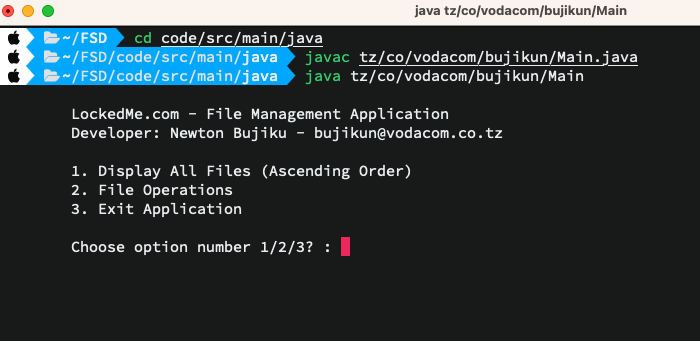 java tz/co/vodacom/bujikun/Main
~/FSD cd code/src/main/java
~/FSD/code/src/main/java javac tz/co/vodacom/bujikun/Main.java
~/FSD/code/src/main/java java tz/co/vodacom/bujikun/Main
LockedMe.com - File Management Application
Developer: Newton Bujiku - bujikun@vodacom.co.tz
1. Display All Files (Ascending Order)
2. File Operations
3. Exit Application
Choose option number 1/2/3? :